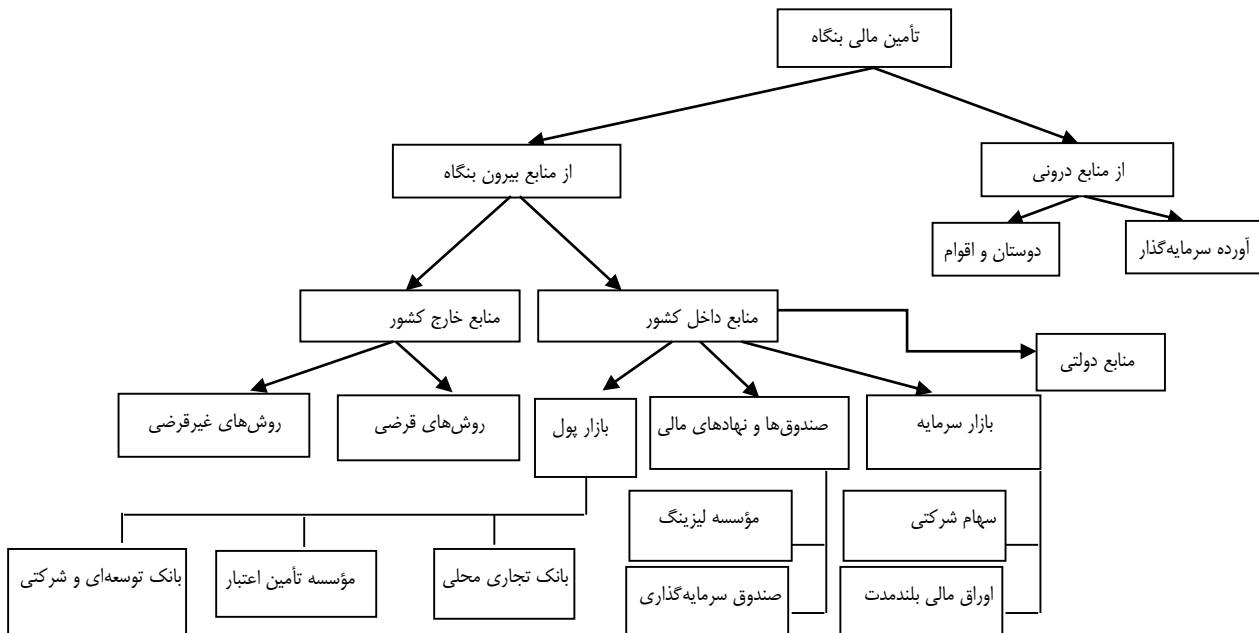 تأمین مالی بنگاه
از منابع درونی
از منابع بیرون بنگاه
آورده سرمایه‌گذار
دوستان و اقوام
منابع داخل کشور
منابع خارج کشور
منابع دولتی
بازار سرمایه
صندوق‌ها و نهادهای مالی
بازار پول
روش‌های قرضی
روش‌های غیرقرضی
سهام شرکتی
مؤسسه لیزینگ
بانک تجاری محلی
مؤسسه تأمین اعتبار
بانک توسعه‌ای و شرکتی
اوراق مالی بلندمدت
صندوق سرمایه‌گذاری